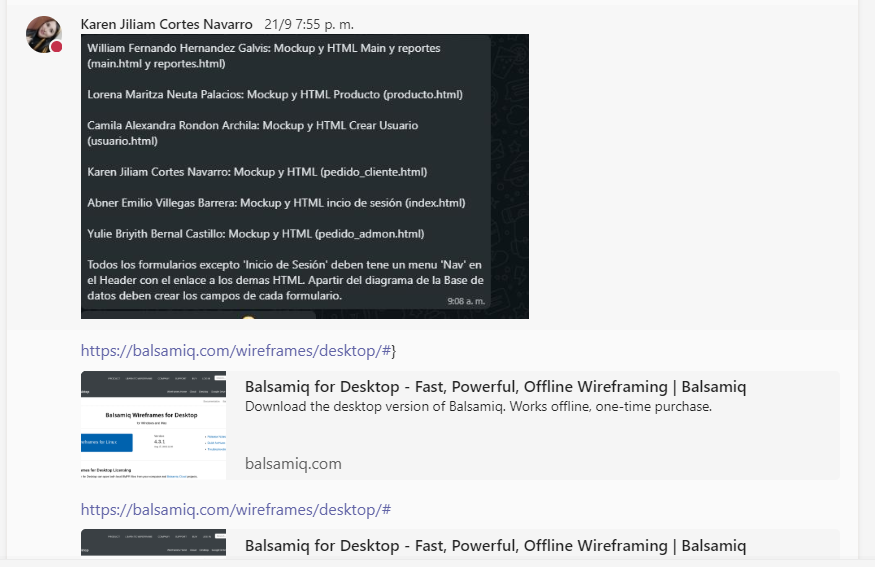 Karen Jiliam Cortes Navarro 21/9 7:55 p. m.
William Fernando Hernandez Galvis: Mockup y HTML Main y reportes
(main.html y reportes.html)
Lorena Maritza Neuta Palacios: Mockup y HTML Producto (producto.html)
Camila Alexandra Rondon Archila: Mockup y HTML Crear Usuario
(usuario.html)
Karen Jiliam Cortes Navarro: Mockup y HTML (pedido_cliente.html)
Abner Emilio Villegas Barrera: Mockup y HTML incio de sesión (index.html)
Yulie Briyith Bernal Castillo: Mockup y HTML (pedido_admon.html)
Todos los formularios excepto 'Inicio de Sesión' deben tene un menu 'Nav' en
el Header con el enlace a los demas HTML. Apartir del diagrama de la Base de
datos deben crear los campos de cada formulario.
9:08 a. m.
https://balsamiq.com/wireframes/desktop/#}
Balsamiq Wireframes for Desktop
for Windows and Mac
Balsamiq for Desktop - Fast, Powerful, Offline Wireframing | Balsamiq
Download the desktop version of Balsamiq. Works offline, one-time purchase.
balsamiq.com
https://balsamiq.com/wireframes/desktop/#
Balsamiq for Desktop - Fast, Powerful, Offline Wireframing | Balsamiq